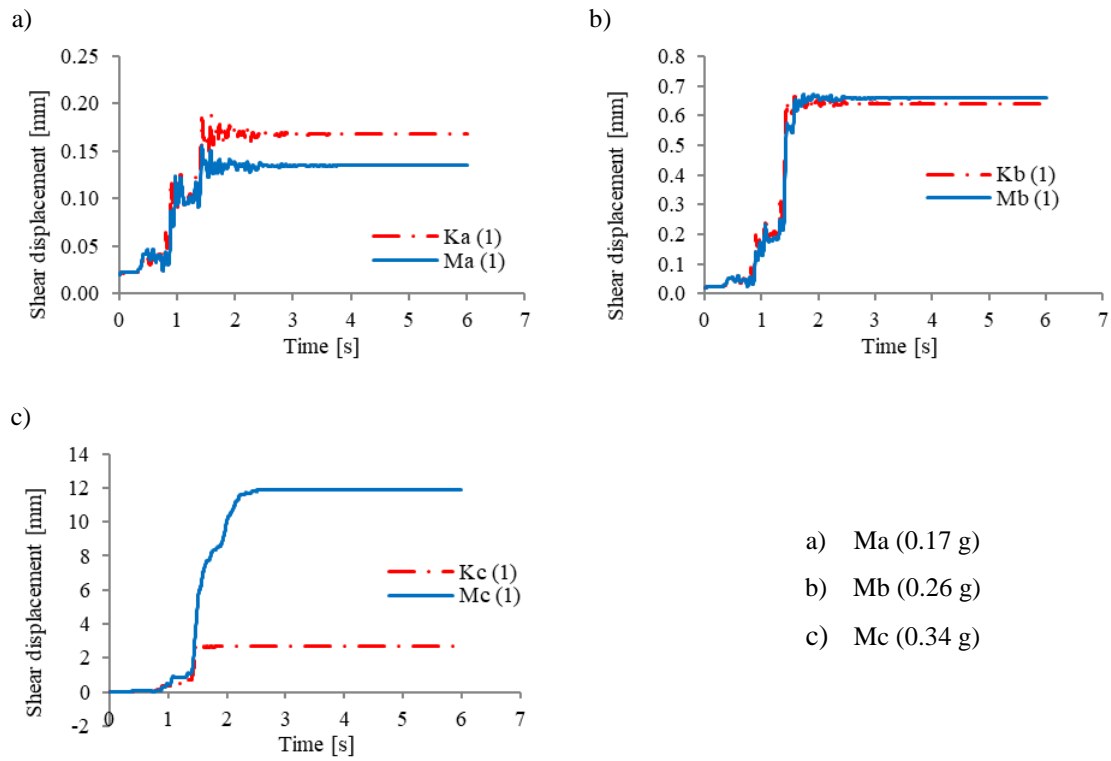 a)
Shear displacement [mm]
0.25
0.20
0.15
0.10
0.05
0.00
Ka (1)
Ma (1)
0 1 2 3 4 5 6 7
Time [s]
b)
Shear displacement [mm]
0.8
0.7
0.6
0.5
0.4
0.3
0.2
0.1
0.0
Kb (1)
Mb (1)
0 1 2 3 4 5 6 7
Time [s]
c)
Shear displacement [mm]
14
12
10
8
6
4
2
0
-2
Kc (1)
Mc (1)
0 1 2 3 4 5 6 7
Time [s]
a) Ma (0.17 g)
b) Mb (0.26 g)
c) Mc (0.34 g)